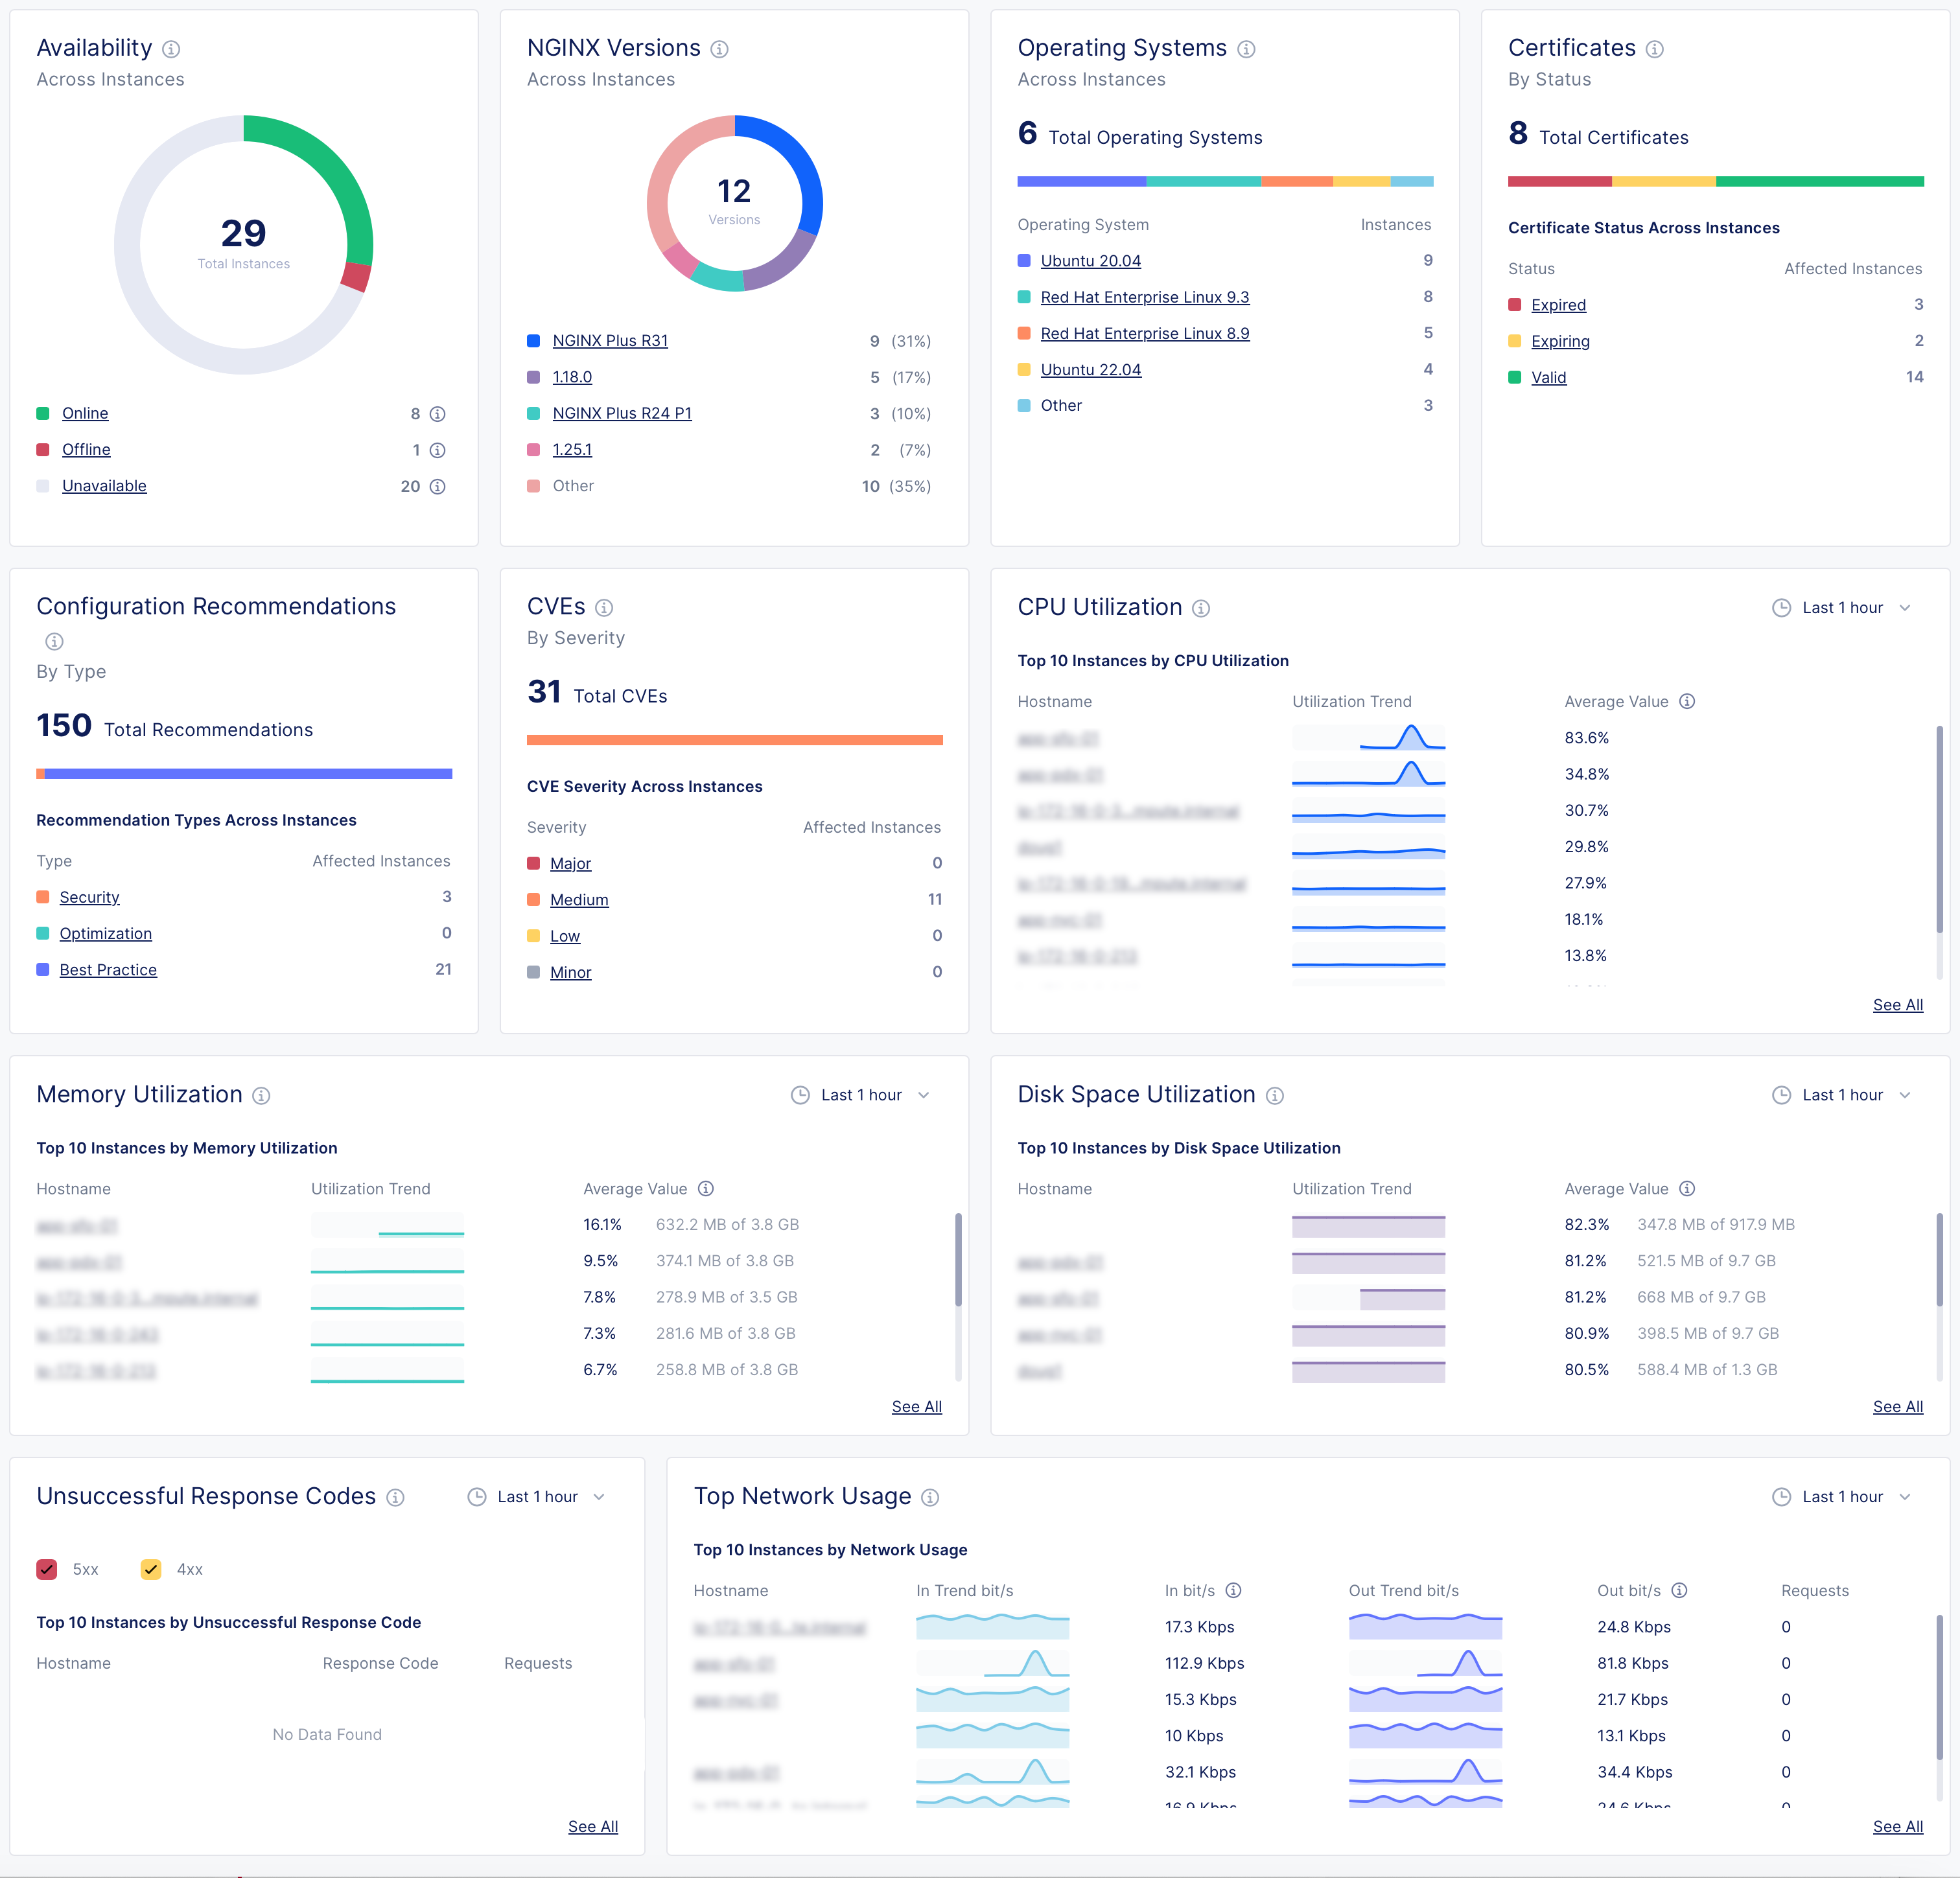 Availability
Across Instances
29
Total Instances
Online 8
Offline 1
Unavailable 20
NGINX Versions
Across Instances
12
Versions
NGINX Plus R31 9 (31%)
1.18.0 5 (17%)
NGINX Plus R24 P1 3 (10%)
1.25.1 2 (7%)
Other 10 (35%)
Operating Systems
Across Instances
6 Total Operating Systems
Operating System Instances
Ubuntu 20.04 9
Red Hat Enterprise Linux 9.3 8
Red Hat Enterprise Linux 8.9 5
Ubuntu 22.04 4
Other 3
Certificates
By Status
8 Total Certificates
Certificate Status Across Instances
Status Affected Instances
Expired 3
Expiring 2
Valid 14
Configuration Recommendations
By Type
150 Total Recommendations
Recommendation Types Across Instances
Type Affected Instances
Security 3
Optimization 0
Best Practice 21
CVEs
By Severity
31 Total CVEs
CVE Severity Across Instances
Severity Affected Instances
Major 0
Medium 11
Low 0
Minor 0
CPU Utilization Last 1 hour
Top 10 Instances by CPU Utilization
Hostname Utilization Trend Average Value
83.6%
34.8%
30.7%
29.8%
27.9%
18.1%
13.8%
See All
Memory Utilization Last 1 hour
Top 10 Instances by Memory Utilization
Hostname Utilization Trend Average Value
16.1% 632.2 MB of 3.8 GB
9.5% 374.1 MB of 3.8 GB
7.8% 278.9 MB of 3.5 GB
7.3% 281.6 MB of 3.8 GB
6.7% 258.8 MB of 3.8 GB
See All
Disk Space Utilization Last 1 hour
Top 10 Instances by Disk Space Utilization
Hostname Utilization Trend Average Value
82.3% 347.8 MB of 917.9 MB
81.2% 521.5 MB of 9.7 GB
81.2% 668 MB of 9.7 GB
80.9% 398.5 MB of 9.7 GB
80.5% 588.4 MB of 1.3 GB
See All
Unsuccessful Response Codes Last 1 hour
5xx 4xx
Top 10 Instances by Unsuccessful Response Code
Hostname Response Code Requests
No Data Found
See All
Top Network Usage Last 1 hour
Top 10 Instances by Network Usage
Hostname In Trend bit/s In bit/s Out Trend bit/s Out bit/s Requests
17.3 Kbps 24.8 Kbps 0
112.9 Kbps 81.8 Kbps 0
15.3 Kbps 21.7 Kbps 0
10 Kbps 13.1 Kbps 0
32.1 Kbps 34.4 Kbps 0
See All